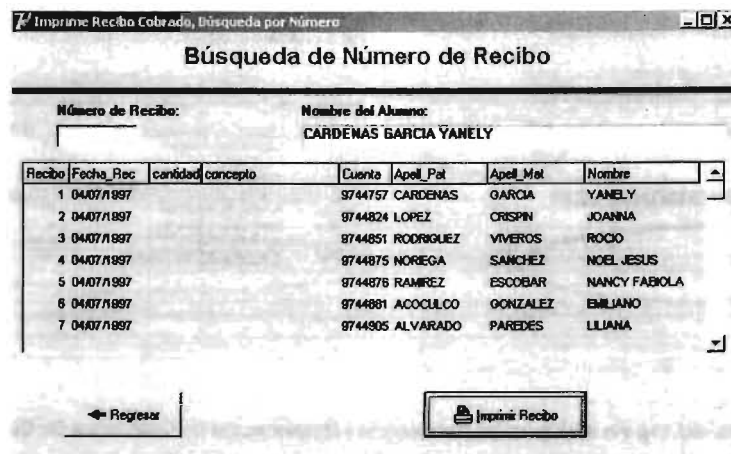 Imprime Recibo Cobrado, Búsqueda por Número
Búsqueda de Número de Recibo
Número de Recibo: Nombre del Alumno:
CARDENAS GARCIA YANELY
Recibo Fecha_Rec cantidad concepto Cuenta Apell_Pat Apell_Mat Nombre
1 04/07/1997 9744757 CARDENAS GARCIA YANELY
2 04/07/1997 9744824 LOPEZ CRISPIN JOANNA
3 04/07/1997 9744851 RODRIGUEZ VIVEROS ROCIO
4 04/07/1997 9744875 NORIEGA SANCHEZ NOEL JESUS
5 04/07/1997 9744876 RAMIREZ ESCOBAR NANCY FABIOLA
6 04/07/1997 9744881 ACOCULCO GONZALEZ EMILIANO
7 04/07/1997 9744905 ALVARADO PAREDES LILIANA
Regresar Imprimir Recibo